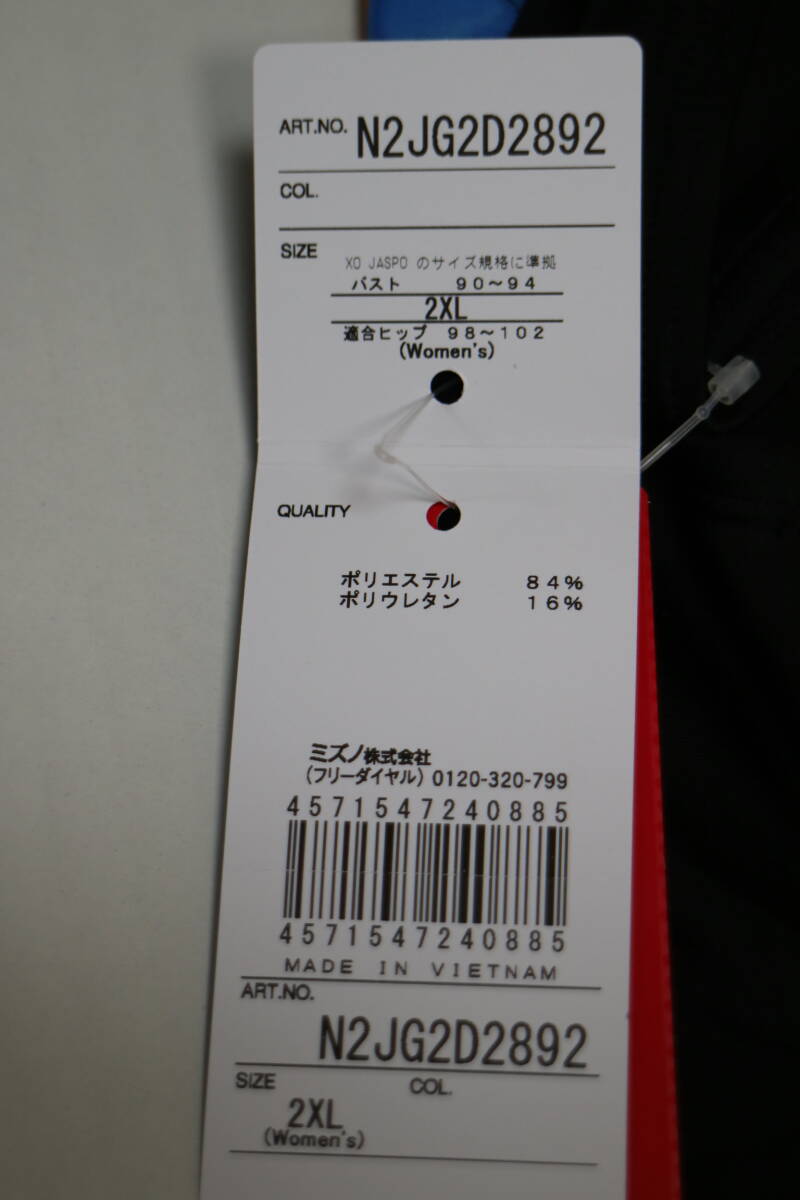 ART.NO. N2JG2D2892
COL.
SIZE
XO JASPO のサイズ規格に準拠
バスト 90～94
2XL
適合ヒップ 98～102
(Women's)
QUALITY
ポリエステル 84%
ポリウレタン 16%
ミズノ株式会社
(フリーダイヤル) 0120-320-799
4571547240885
4571547240885
MADE IN VIETNAM
ART.NO.
N2JG2D2892
SIZE COL.
2XL
(Women's)